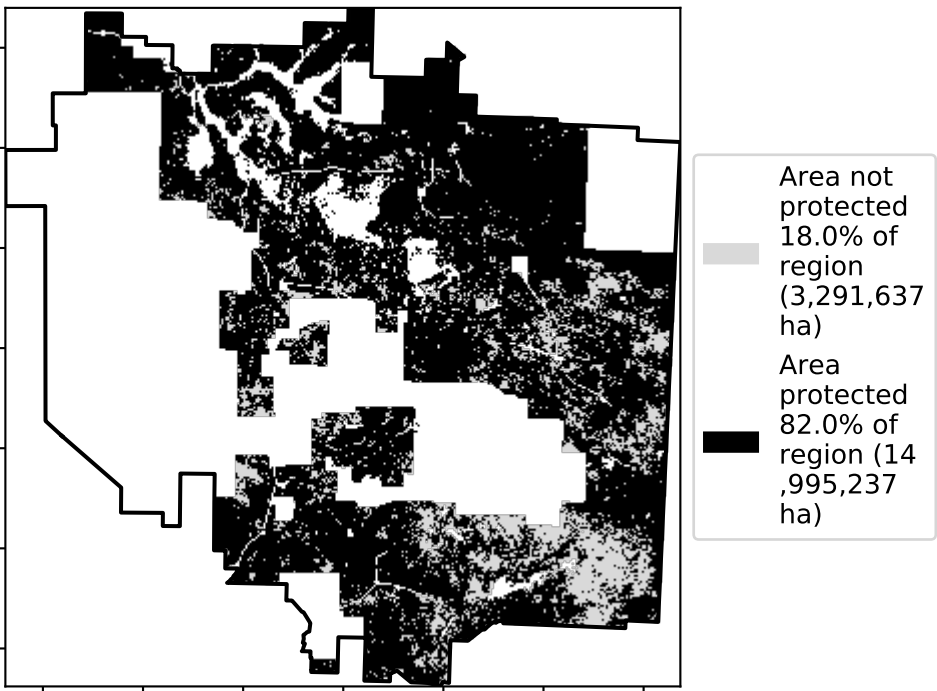 Area not
protected
18.0% of
region
(3,291,637
ha)
Area
protected
82.0% of
region (14
,995,237
ha)